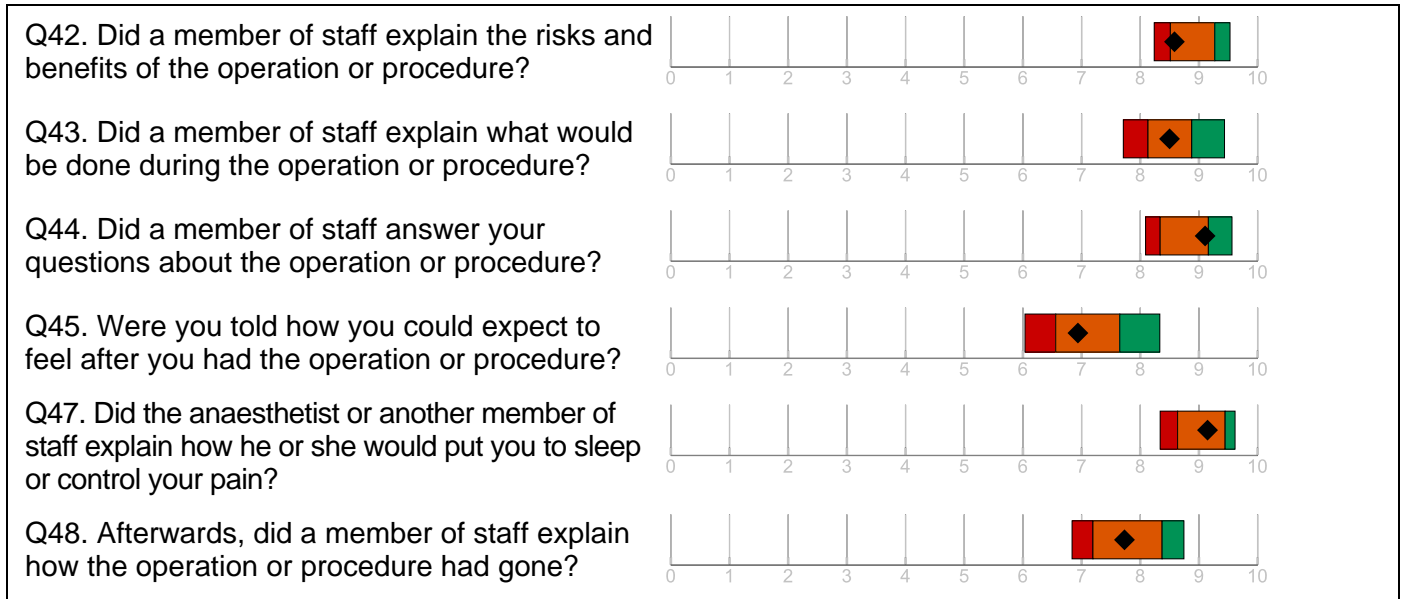 Q42. Did a member of staff explain the risks and
benefits of the operation or procedure?
0 1 2 3 4 5 6 7 8 9 10
Q43. Did a member of staff explain what would
be done during the operation or procedure?
0 1 2 3 4 5 6 7 8 9 10
Q44. Did a member of staff answer your
questions about the operation or procedure?
0 1 2 3 4 5 6 7 8 9 10
Q45. Were you told how you could expect to
feel after you had the operation or procedure?
0 1 2 3 4 5 6 7 8 9 10
Q47. Did the anaesthetist or another member of
staff explain how he or she would put you to sleep
or control your pain?
0 1 2 3 4 5 6 7 8 9 10
Q48. Afterwards, did a member of staff explain
how the operation or procedure had gone?
0 1 2 3 4 5 6 7 8 9 10